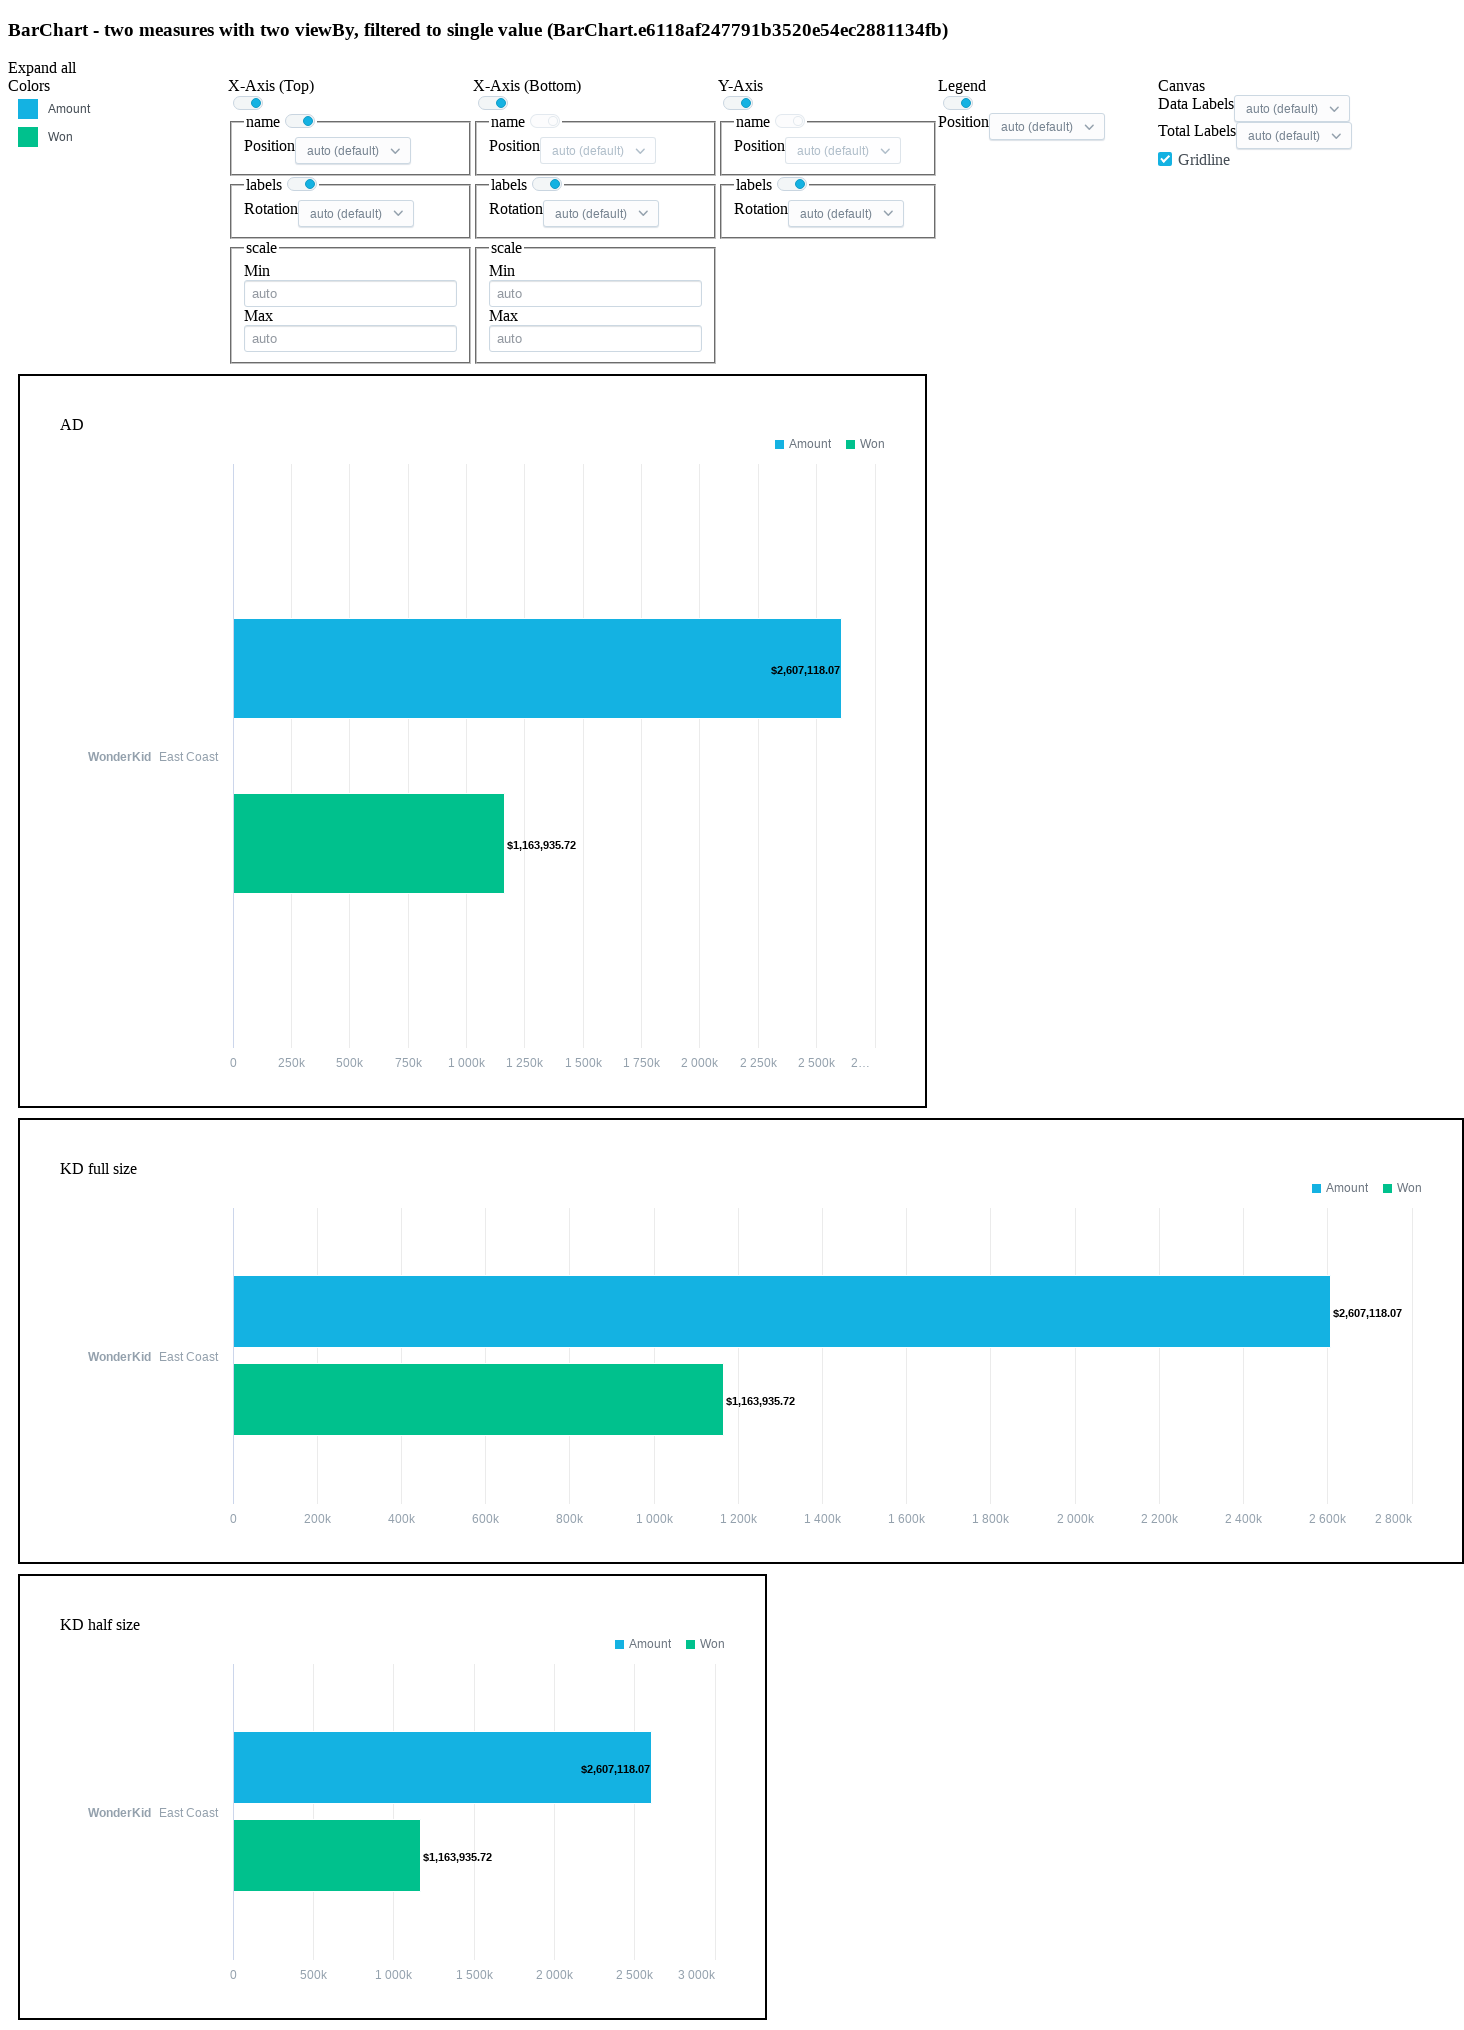 BarChart - two measures with two viewBy, filtered to single value (BarChart.e6118af247791b3520e54ec2881134fb)
Expand all
Colors
Amount
Won
X-Axis (Top)
name
Position auto (default)
labels
Rotation auto (default)
scale
Min
auto
Max
auto
X-Axis (Bottom)
name
Position auto (default)
labels
Rotation auto (default)
scale
Min
auto
Max
auto
Y-Axis
name
Position auto (default)
labels
Rotation auto (default)
Legend
Position auto (default)
Canvas
Data Labels auto (default)
Total Labels auto (default)
Gridline
AD
Amount Won
$2,607,118.07
WonderKid East Coast
$1,163,935.72
0 250k 500k 750k 1 000k 1 250k 1 500k 1 750k 2 000k 2 250k 2 500k 2…
KD full size
Amount Won
$2,607,118.07
WonderKid East Coast
$1,163,935.72
0 200k 400k 600k 800k 1 000k 1 200k 1 400k 1 600k 1 800k 2 000k 2 200k 2 400k 2 600k 2 800k
KD half size
Amount Won
$2,607,118.07
WonderKid East Coast
$1,163,935.72
0 500k 1 000k 1 500k 2 000k 2 500k 3 000k